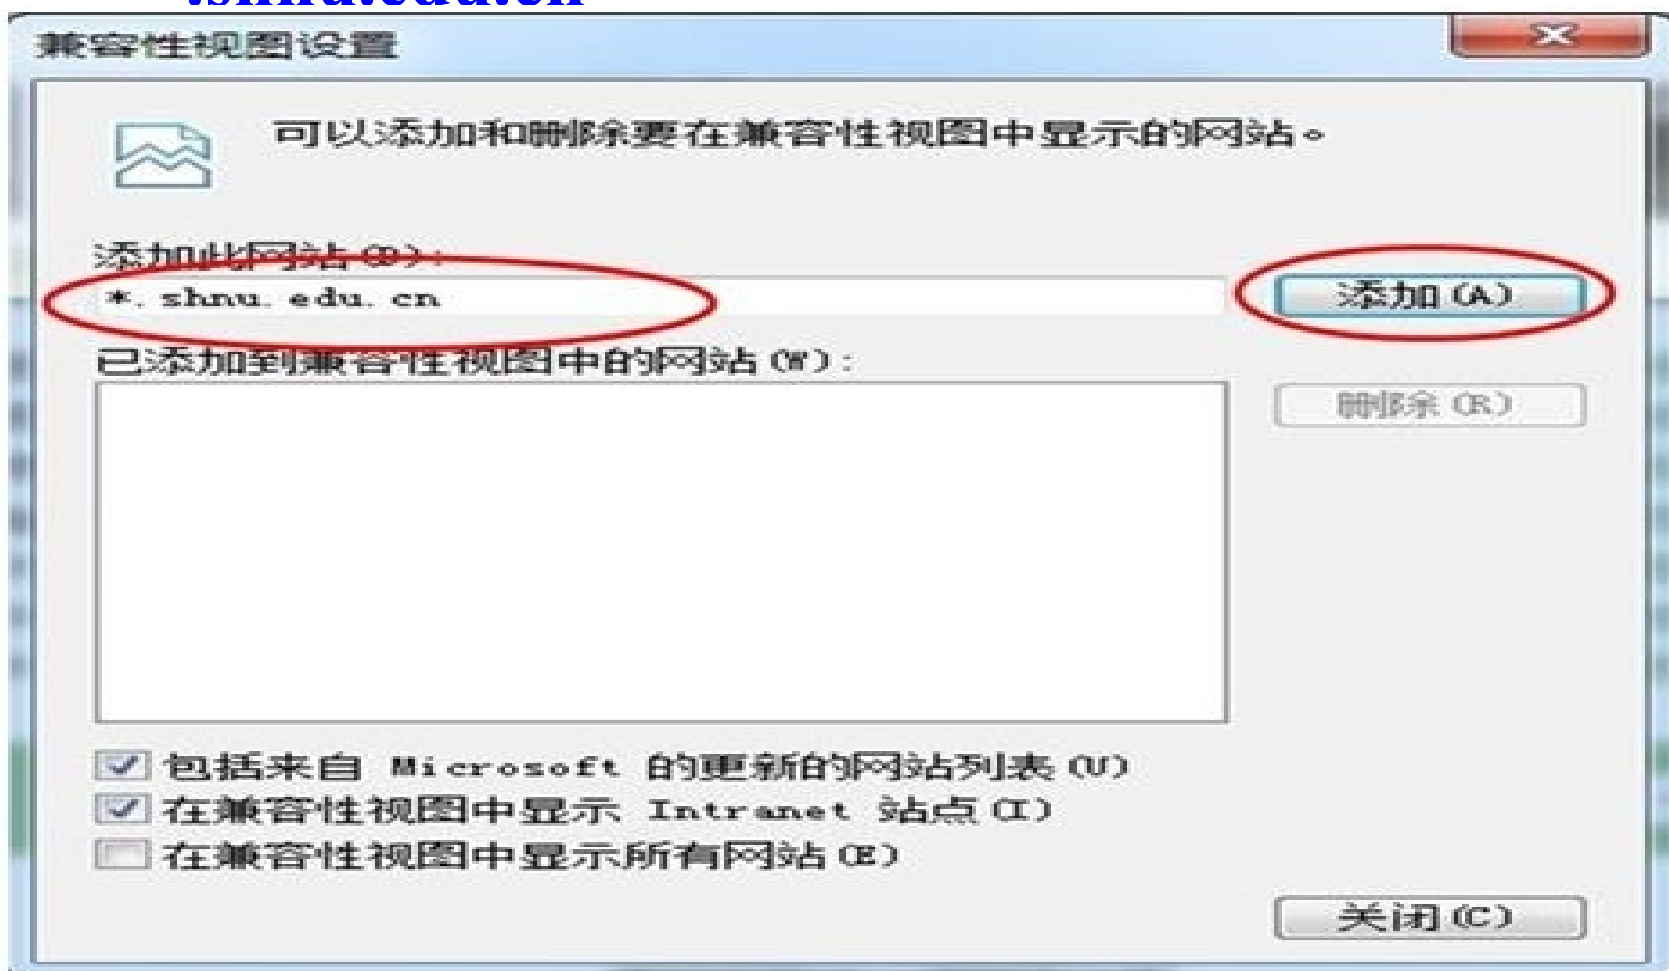 .shnu.edu.cn
兼容性视图设置
可以添加和删除要在兼容性视图中显示的网站。
添加此网站(D):
*.shnu.edu.cn
添加(A)
已添加到兼容性视图中的网站(W):
删除(R)
包括来自 Microsoft 的更新的网站列表(U)
在兼容性视图中显示 Intranet 站点(I)
在兼容性视图中显示所有网站(E)
关闭(C)